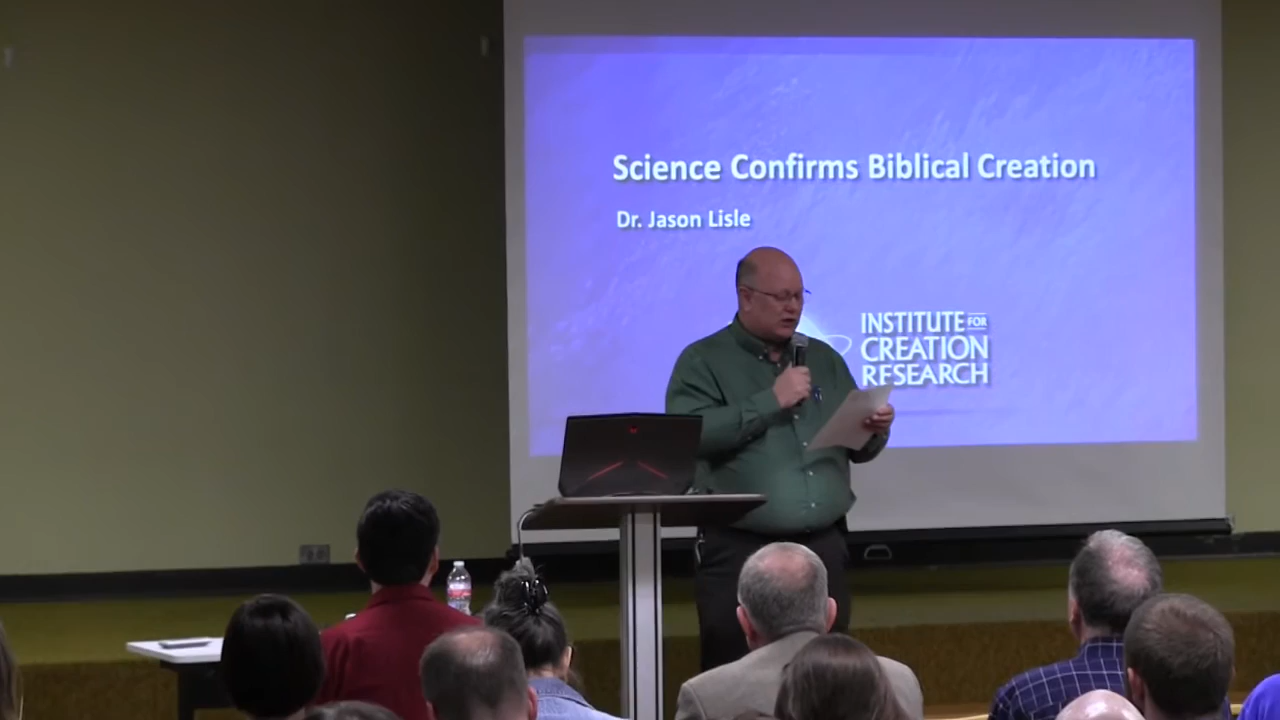 Science Confirms Biblical Creation
Dr. Jason Lisle
INSTITUTE FOR
CREATION
RESEARCH